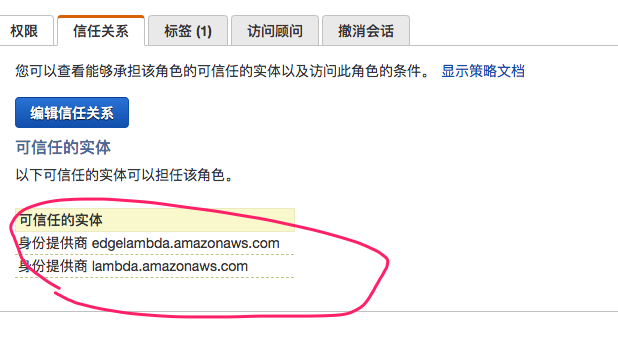 权限 信任关系 标签 (1) 访问顾问 撤消会话
您可以查看能够承担该角色的可信任的实体以及访问此角色的条件。 显示策略文档
编辑信任关系
可信任的实体
以下可信任的实体可以担任该角色。
可信任的实体
身份提供商 edgelambda.amazonaws.com
身份提供商 lambda.amazonaws.com